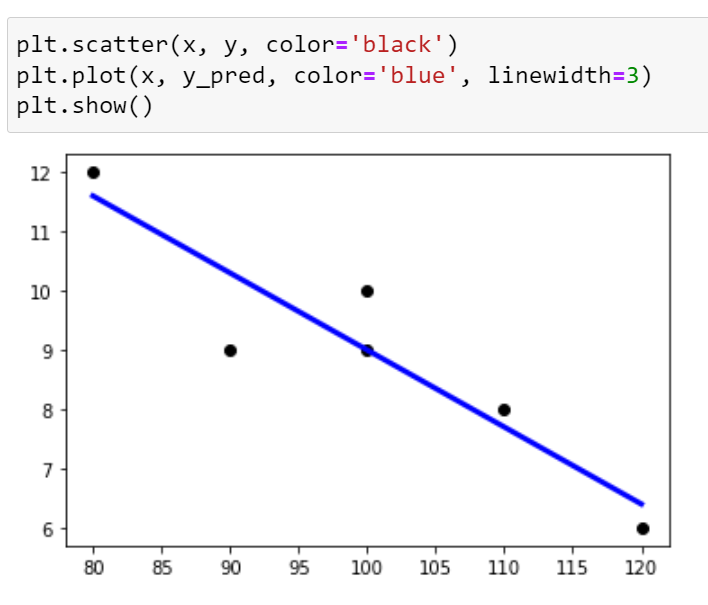 plt.scatter(x, y, color='black')
plt.plot(x, y_pred, color='blue', linewidth=3)
plt.show()
12
11
10
9
8
7
6
80 85 90 95 100 105 110 115 120